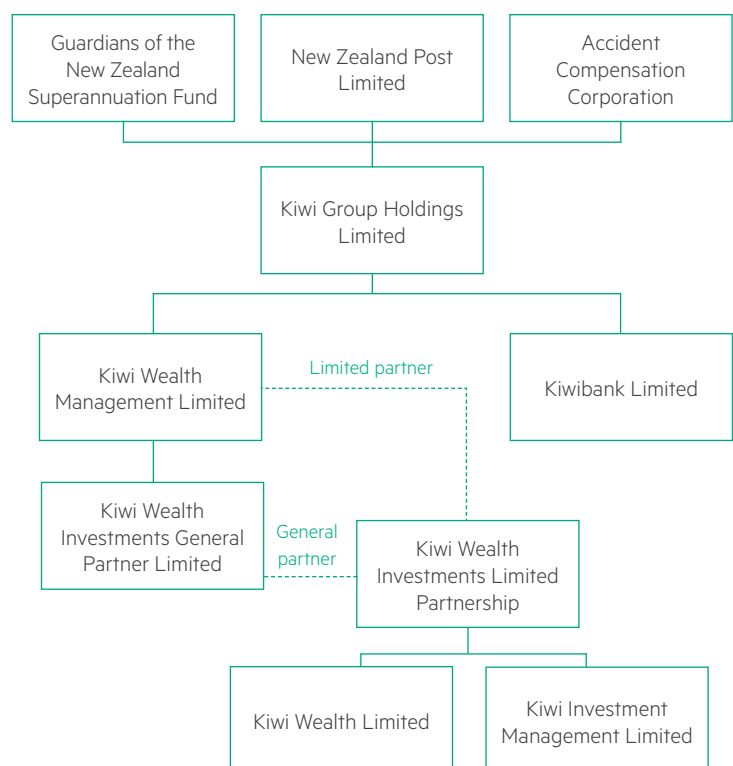 Guardians of the
New Zealand
Superannuation Fund
New Zealand Post
Limited
Accident
Compensation
Corporation
Kiwi Group Holdings
Limited
Kiwi Wealth
Management Limited
Limited partner
Kiwibank Limited
Kiwi Wealth
Investments General
Partner Limited
General
partner
Kiwi Wealth
Investments Limited
Partnership
Kiwi Wealth Limited
Kiwi Investment
Management Limited